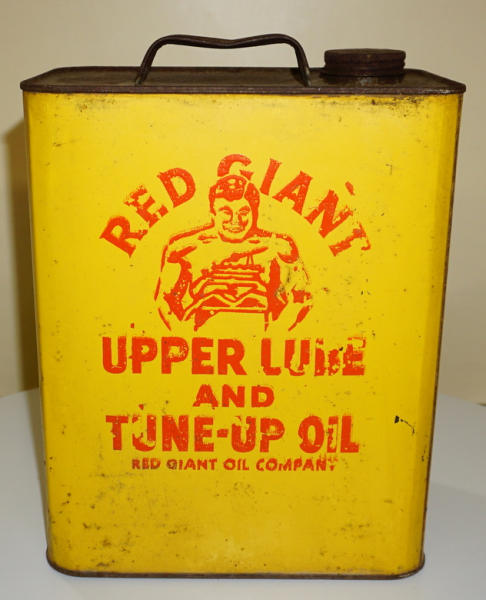 RED GIANT
UPPER LUBE
AND
TUNE-UP OIL
RED GIANT OIL COMPANY